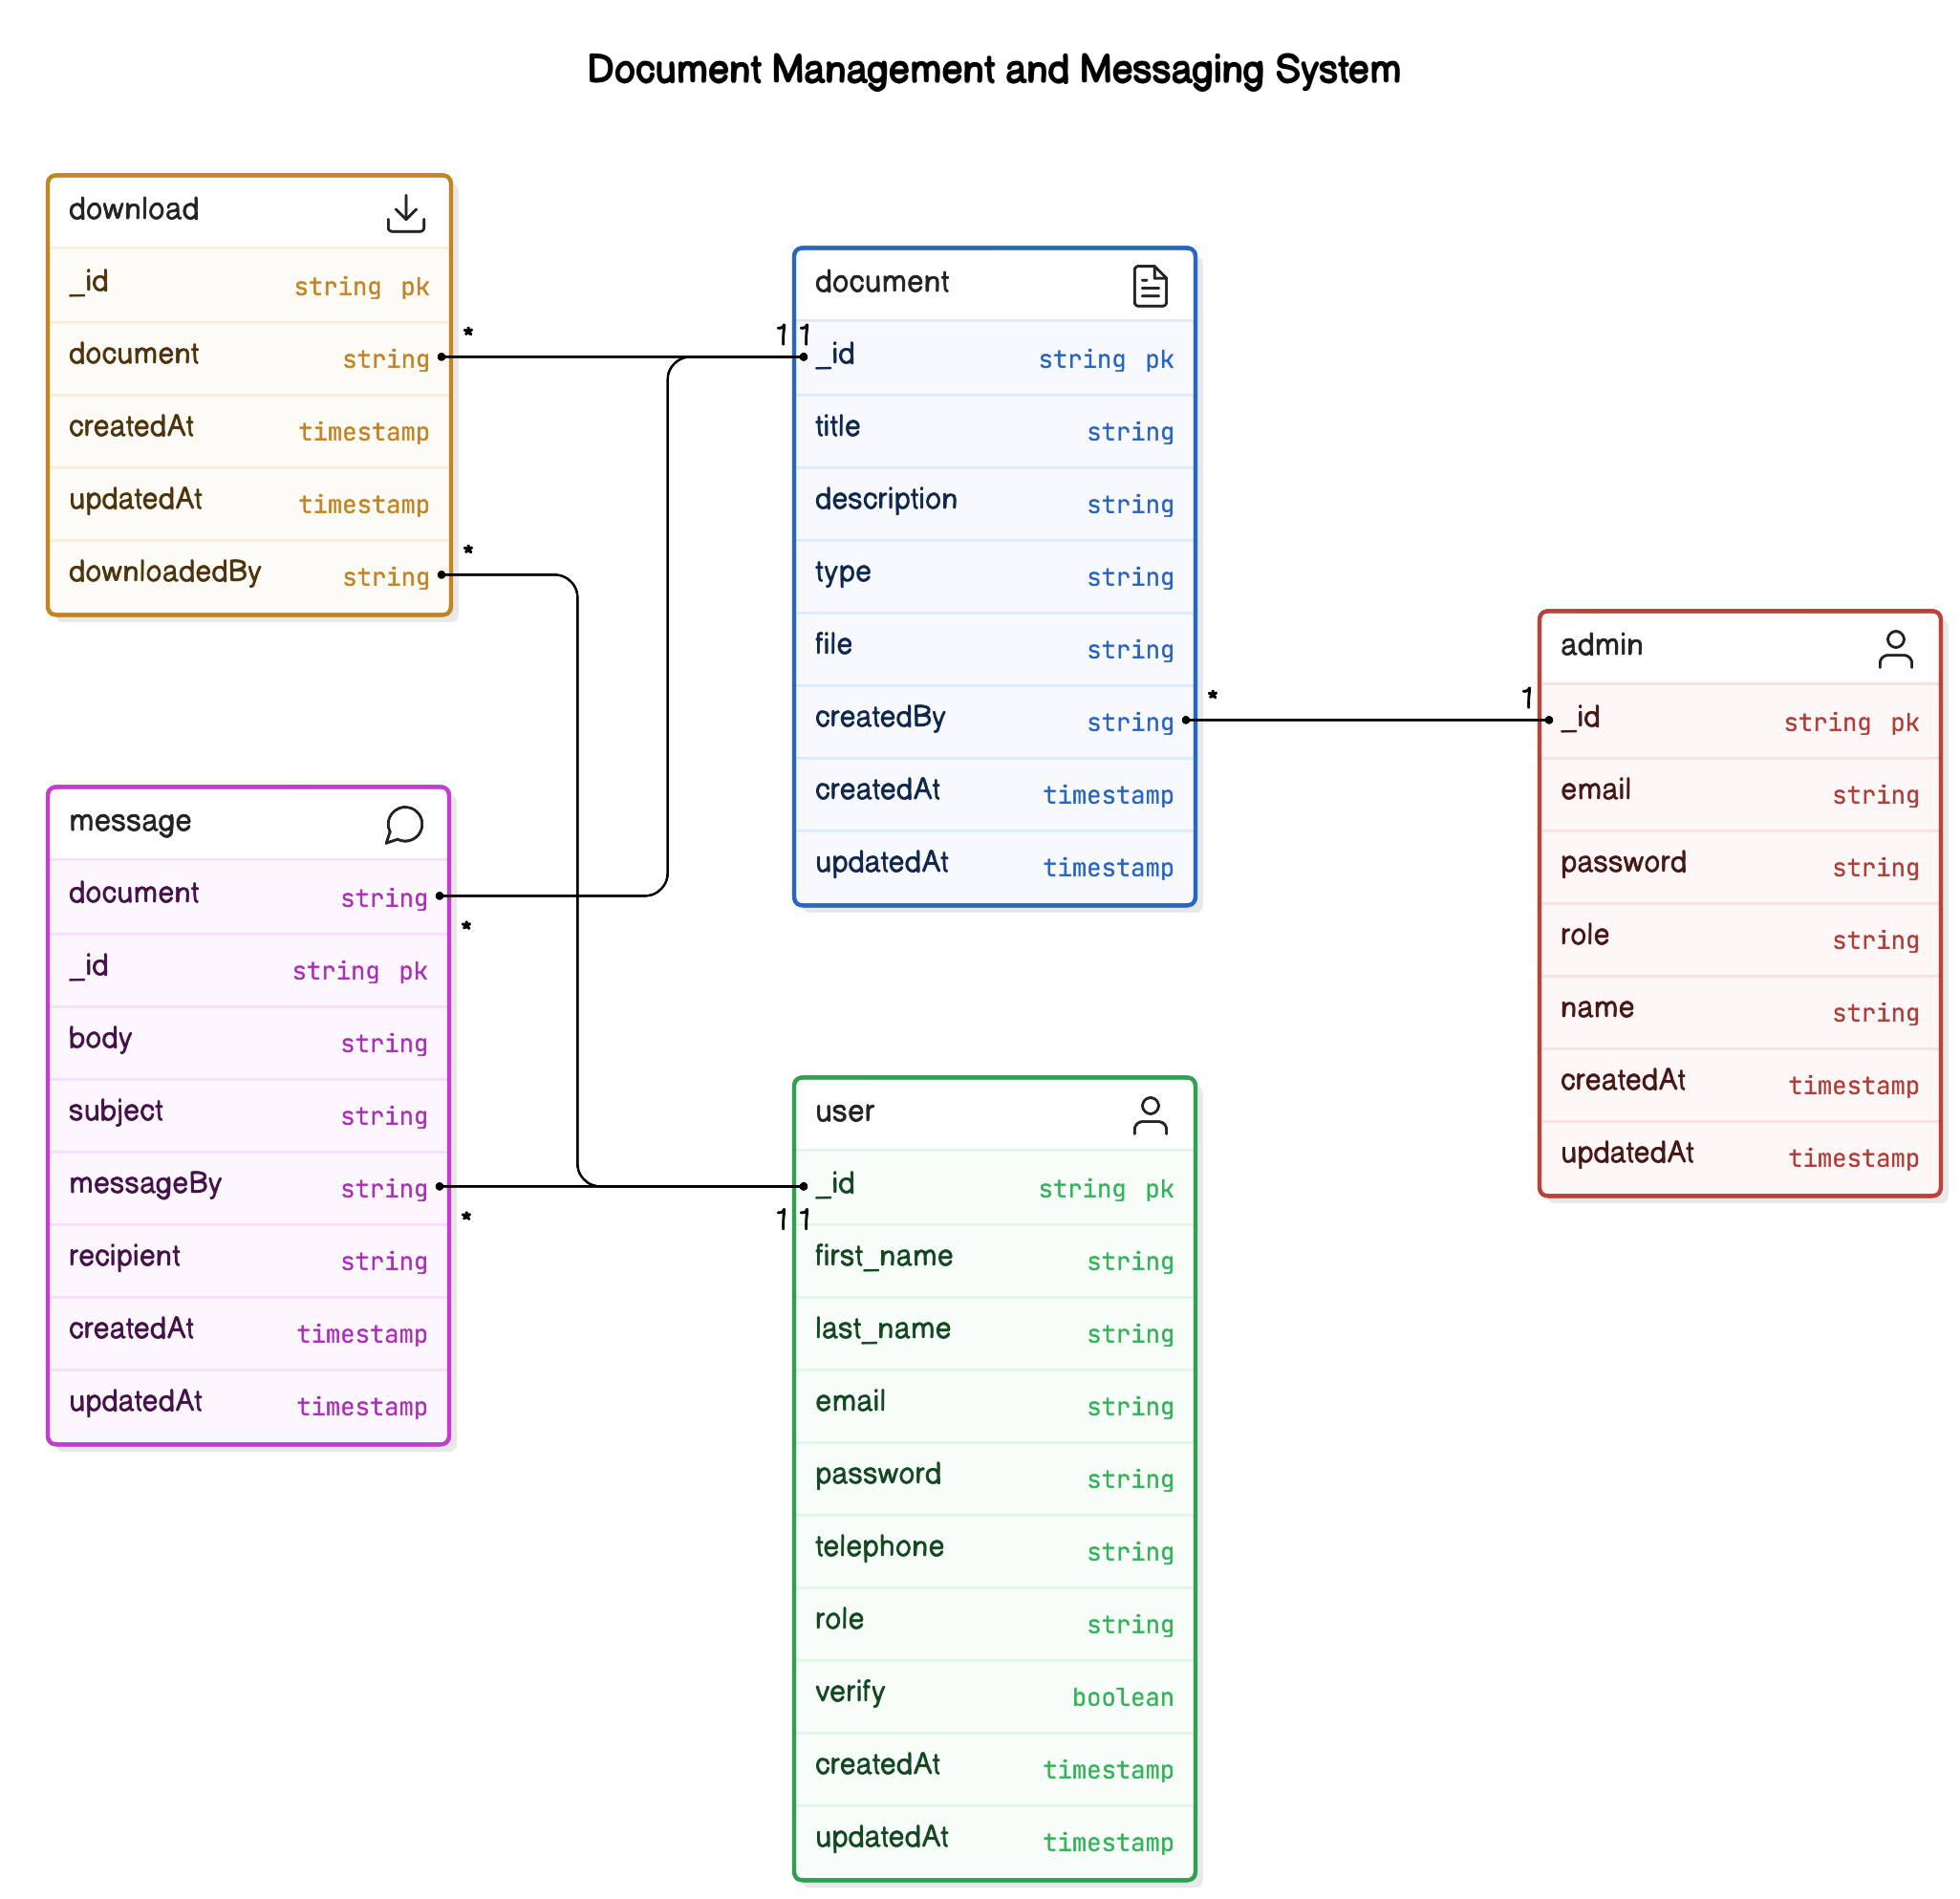 Document Management and Messaging System
download
_id string pk
document string
createdAt timestamp
updatedAt timestamp
downloadedBy string
*
*
message
document string
_id string pk
body string
subject string
messageBy string
recipient string
createdAt timestamp
updatedAt timestamp
*
*
1 1
document
_id string pk
title string
description string
type string
file string
createdBy string
createdAt timestamp
updatedAt timestamp
* 1
user
_id string pk
1 1
first_name string
last_name string
email string
password string
telephone string
role string
verify boolean
createdAt timestamp
updatedAt timestamp
admin
_id string pk
email string
password string
role string
name string
createdAt timestamp
updatedAt timestamp